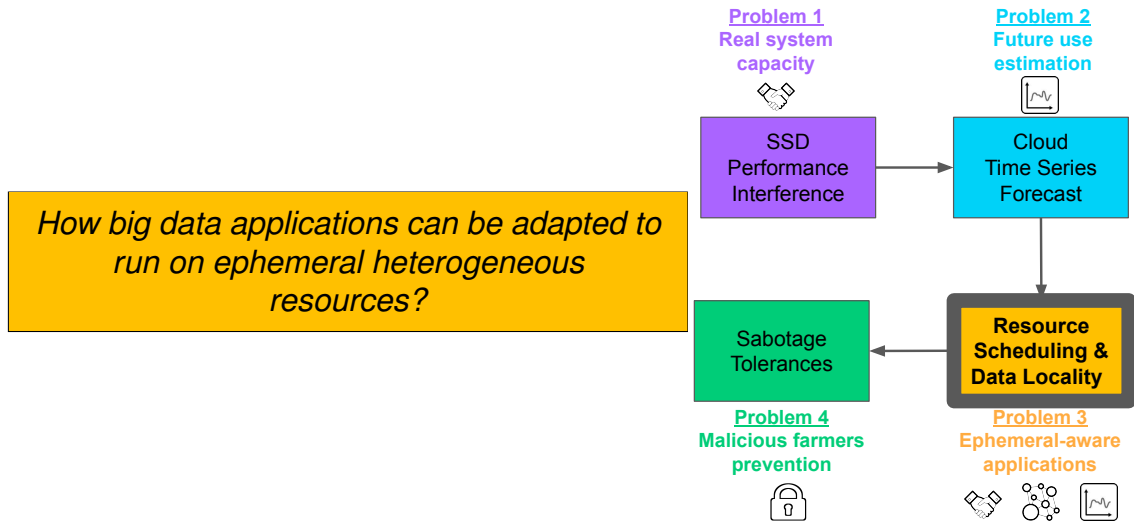 How big data applications can be adapted to
run on ephemeral heterogeneous
resources?
Problem 1
Real system
capacity
SSD
Performance
Interference
Problem 2
Future use
estimation
Cloud
Time Series
Forecast
Resource
Scheduling &
Data Locality
Problem 3
Ephemeral-aware
applications
Sabotage
Tolerances
Problem 4
Malicious farmers
prevention